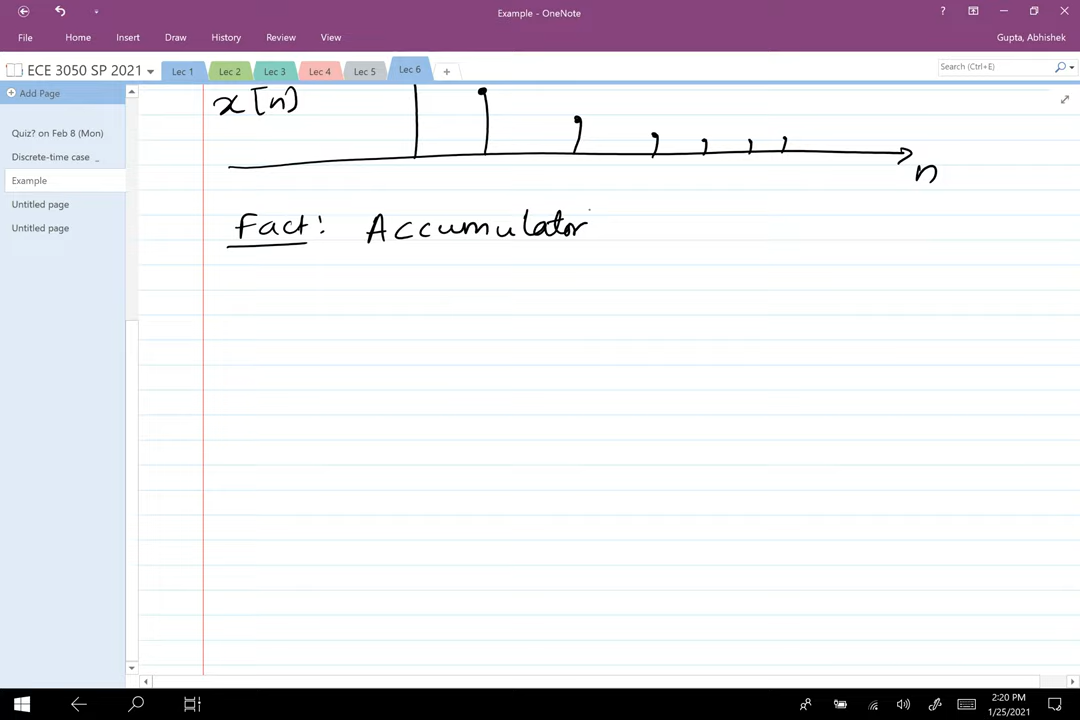 Example - OneNote
?
File Home Insert Draw History Review View
Gupta, Abhishek
ECE 3050 SP 2021
Lec 1 Lec 2 Lec 3 Lec 4 Lec 5 Lec 6 +
Search (Ctrl+E)
Add Page
Quiz? on Feb 8 (Mon)
Discrete-time case _
Example
Untitled page
Untitled page
x[n]
n
Fact: Accumulator
2:20 PM
1/25/2021